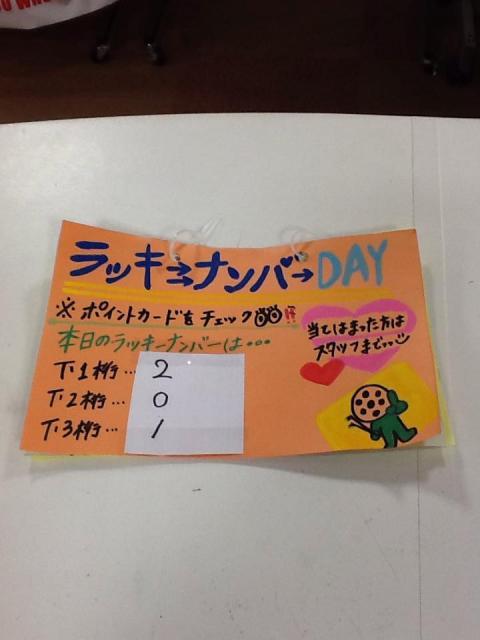 ラッキーナンバーDAY
※ポイントカードをチェック!!
本日のラッキーナンバーは…
下1桁… 2
下2桁… 0
下3桁… 1
当てはまった方は
スタッフまでっっ